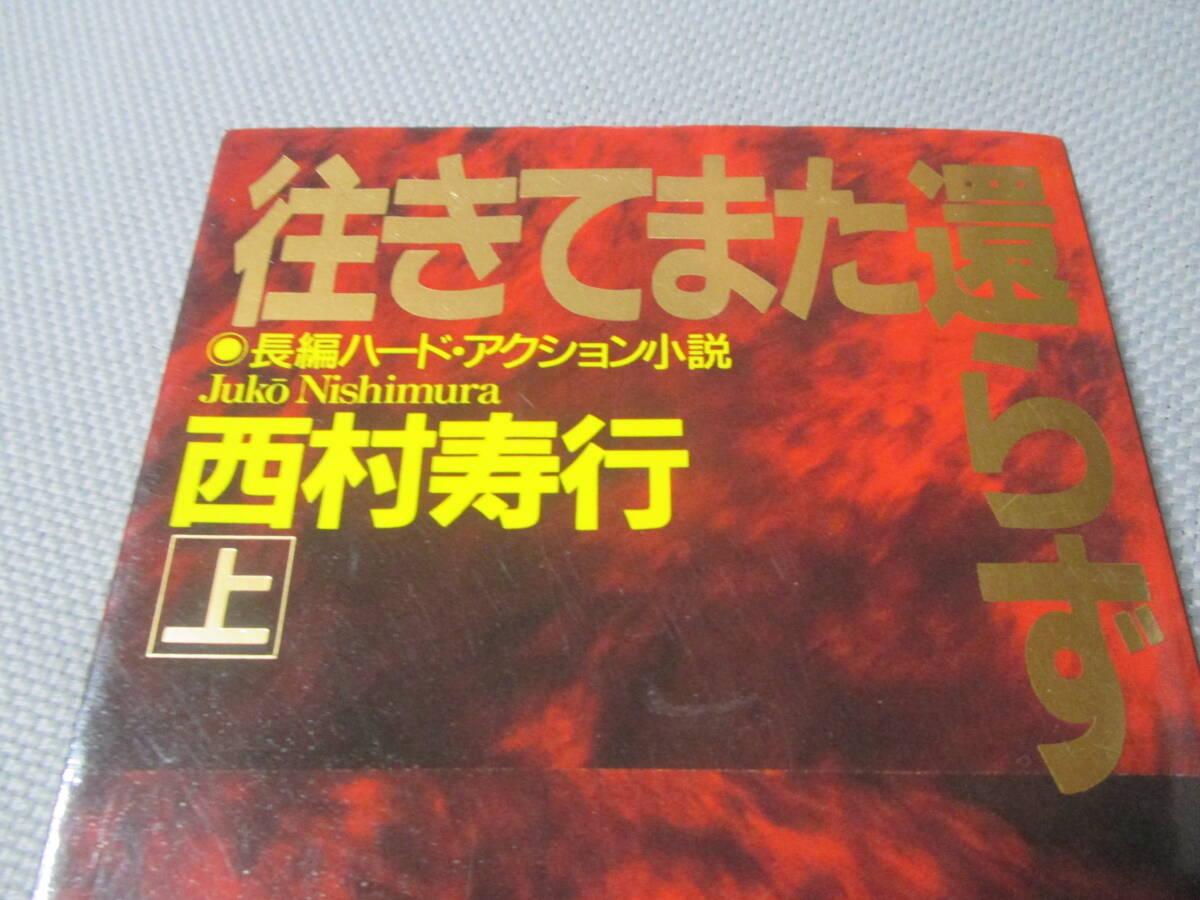 往きてまた還らず
◉長編ハード・アクション小説
Jukō Nishimura
西村寿行
上